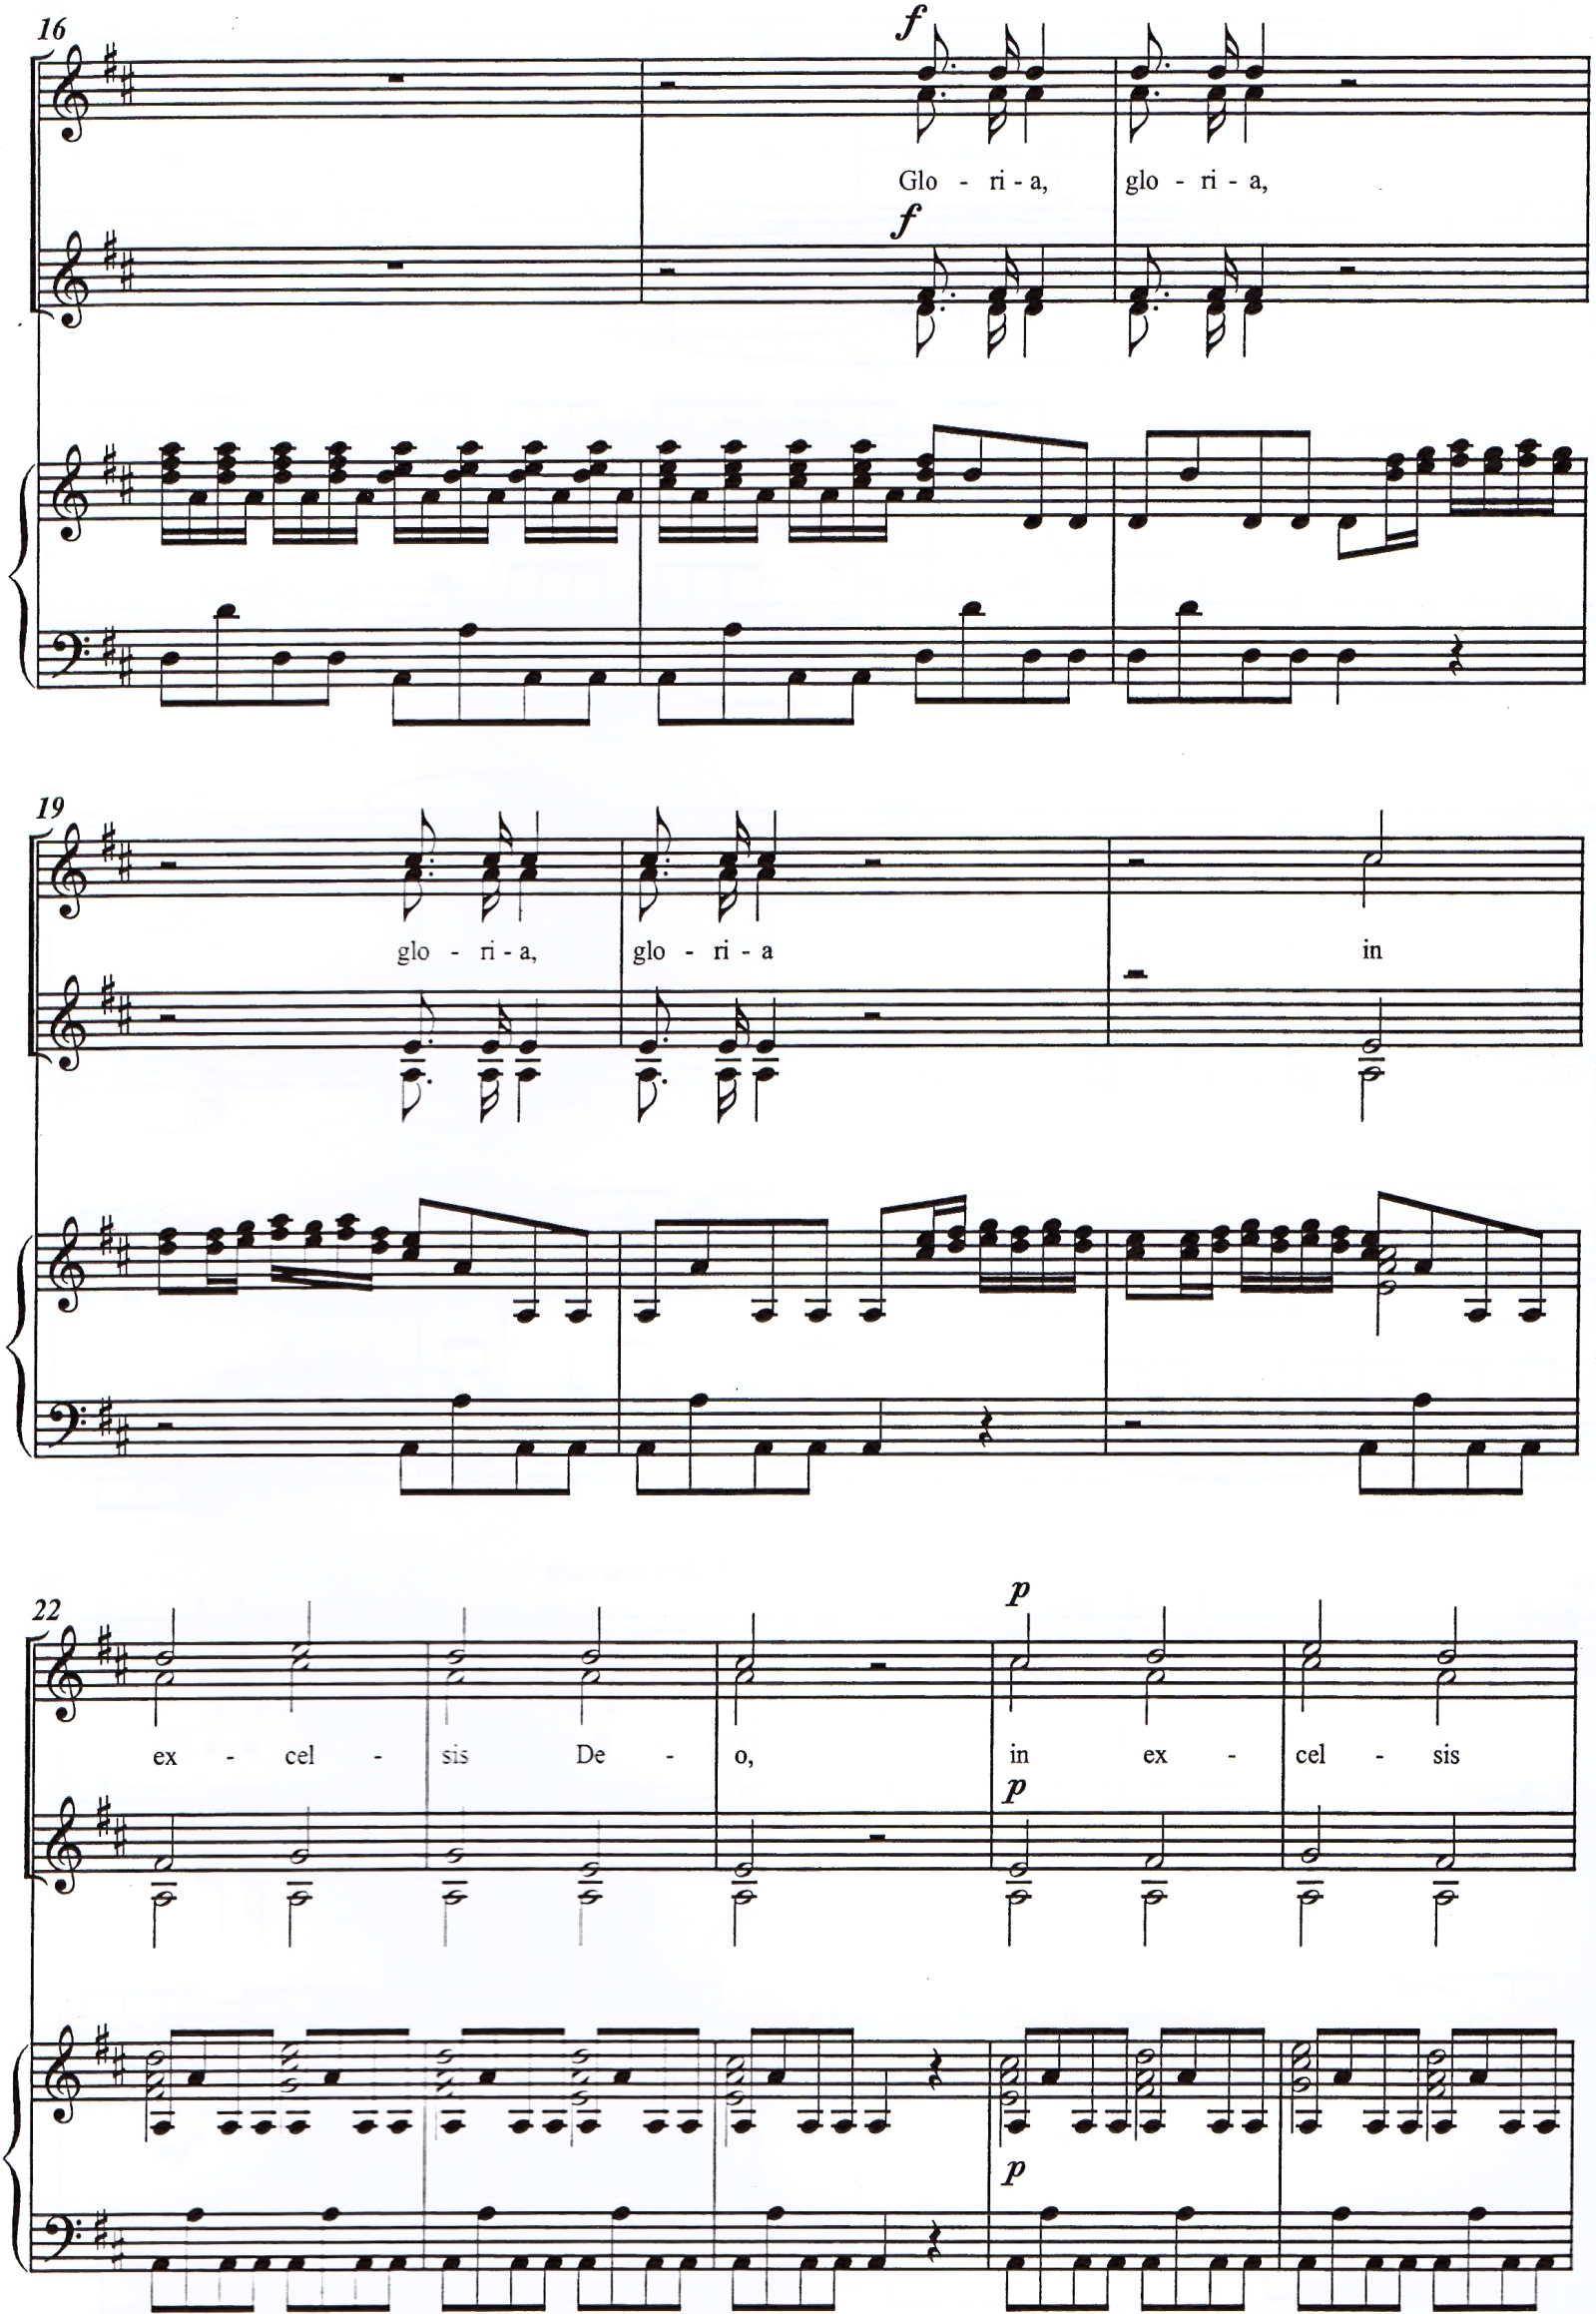 16
f
Glo - ri - a, glo - ri - a,
f
19
glo - ri - a, glo - ri - a in
22
p
ex - cel - sis De - o, in ex - cel - sis
p
p